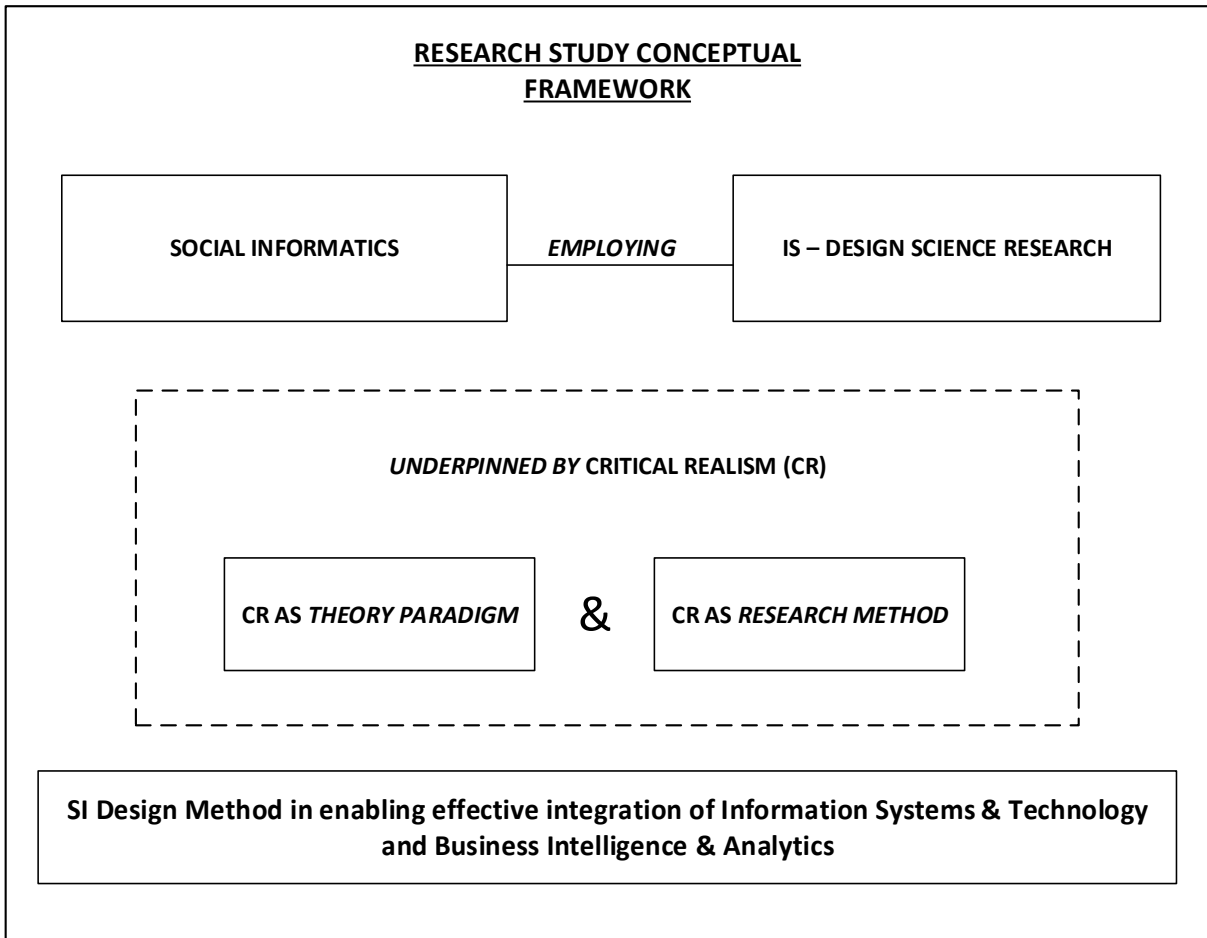 RESEARCH STUDY CONCEPTUAL
FRAMEWORK
SOCIAL INFORMATICS
EMPLOYING
IS – DESIGN SCIENCE RESEARCH
UNDERPINNED BY CRITICAL REALISM (CR)
CR AS THEORY PARADIGM
&
CR AS RESEARCH METHOD
SI Design Method in enabling effective integration of Information Systems & Technology
and Business Intelligence & Analytics